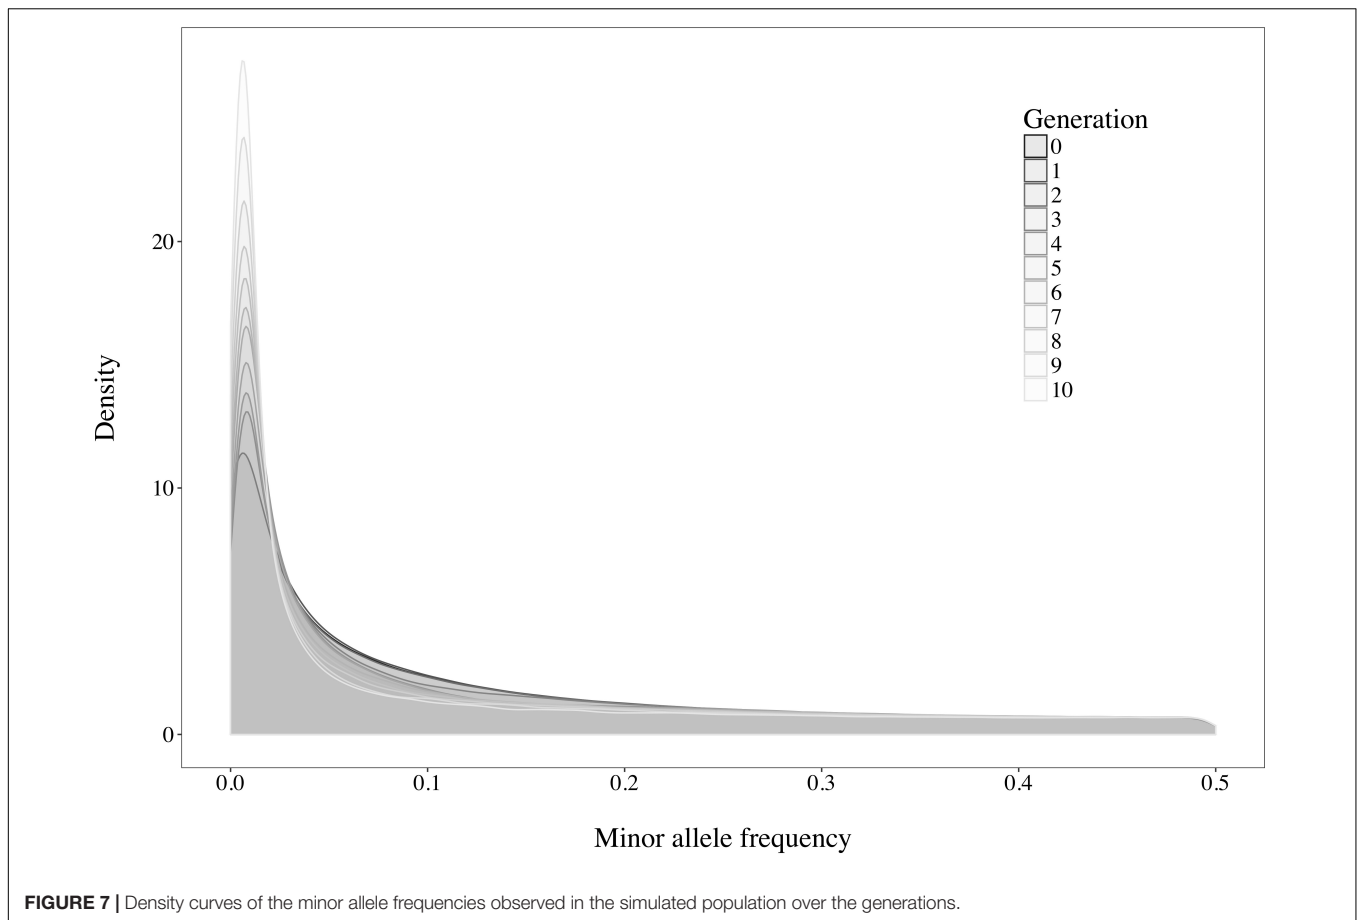 Generation
0
1
2
3
4
5
6
7
8
9
10
20
10
0
Density
0.0 0.1 0.2 0.3 0.4 0.5
Minor allele frequency
FIGURE 7 | Density curves of the minor allele frequencies observed in the simulated population over the generations.